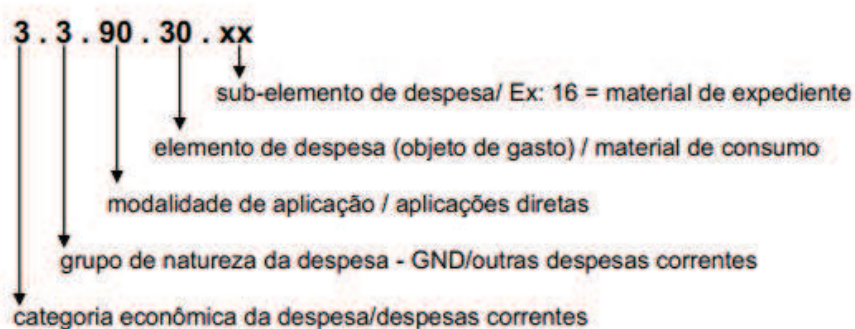 3 . 3 . 90 . 30 . xx
sub-elemento de despesa/ Ex: 16 = material de expediente
elemento de despesa (objeto de gasto) / material de consumo
modalidade de aplicação / aplicações diretas
grupo de natureza da despesa - GND/outras despesas correntes
categoria econômica da despesa/despesas correntes